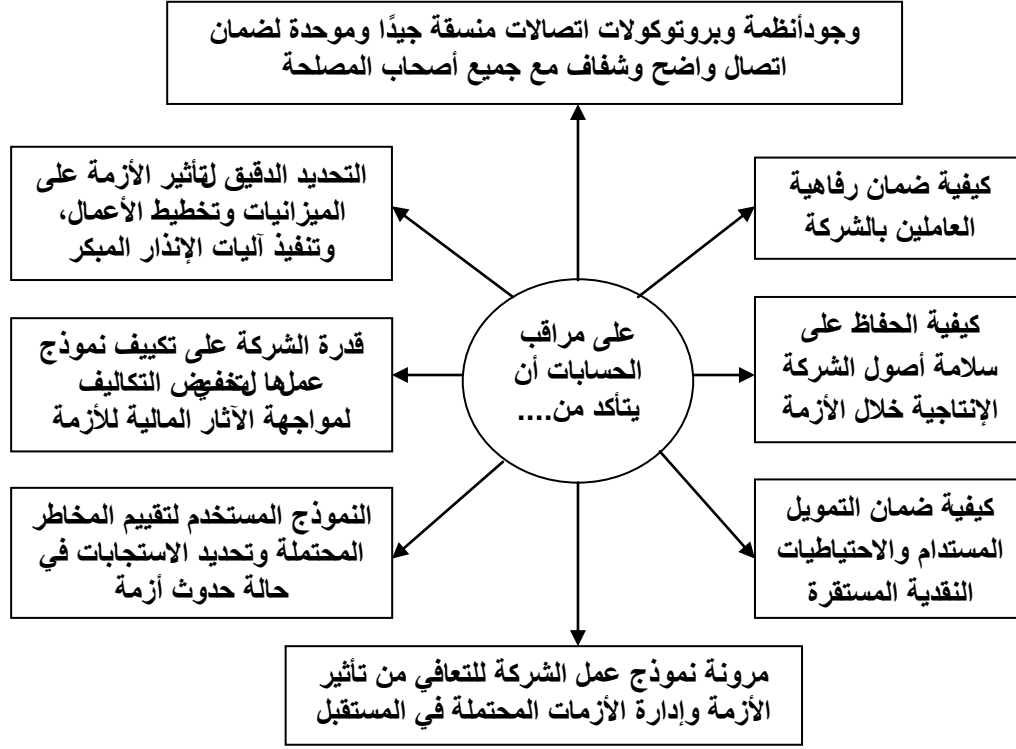 وجودأنظمة وبروتوكولات اتصالات منسقة جيدًا وموحدة لضمان
اتصال واضح وشفاف مع جميع أصحاب المصلحة
كيفية ضمان رفاهية
العاملين بالشركة
التحديد الدقيق لتأثير الأزمة على
الميزانيات وتخطيط الأعمال،
وتنفيذ آليات الإنذار المبكر
على مراقب
الحسابات أن
يتأكد من....
كيفية الحفاظ على
سلامة أصول الشركة
الإنتاجية خلال الأزمة
قدرة الشركة على تكييف نموذج
عملها لتخفيض التكاليف
لمواجهة الآثار المالية للأزمة
كيفية ضمان التمويل
المستدام والاحتياطيات
النقدية المستقرة
النموذج المستخدم لتقييم المخاطر
المحتملة وتحديد الاستجابات في
حالة حدوث أزمة
مرونة نموذج عمل الشركة للتعافي من تأثير
الأزمة وإدارة الأزمات المحتملة في المستقبل